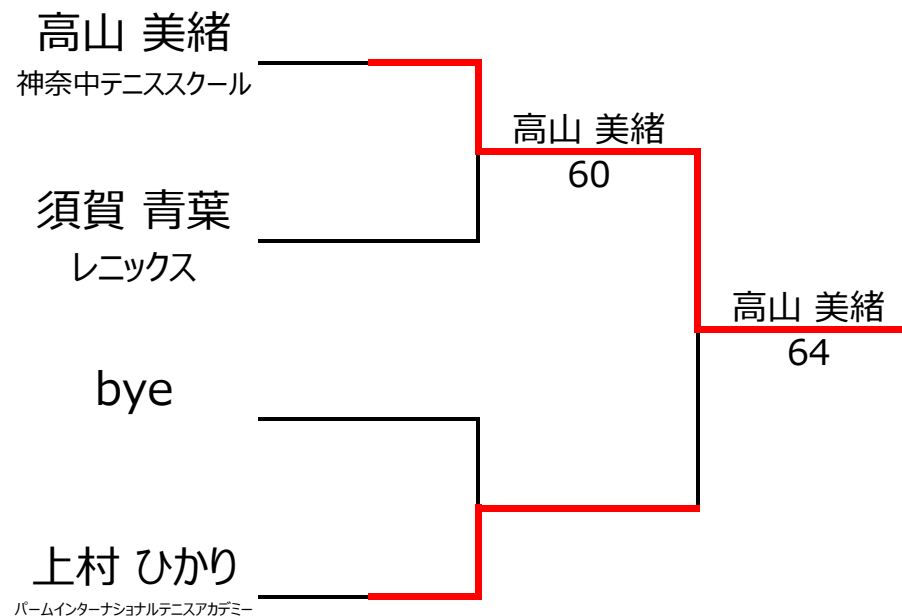 高山 美緒
神奈中テニススクール
高山 美緒
60
須賀 青葉
レニックス
高山 美緒
64
bye
上村 ひかり
パームインターナショナルテニスアカデミー